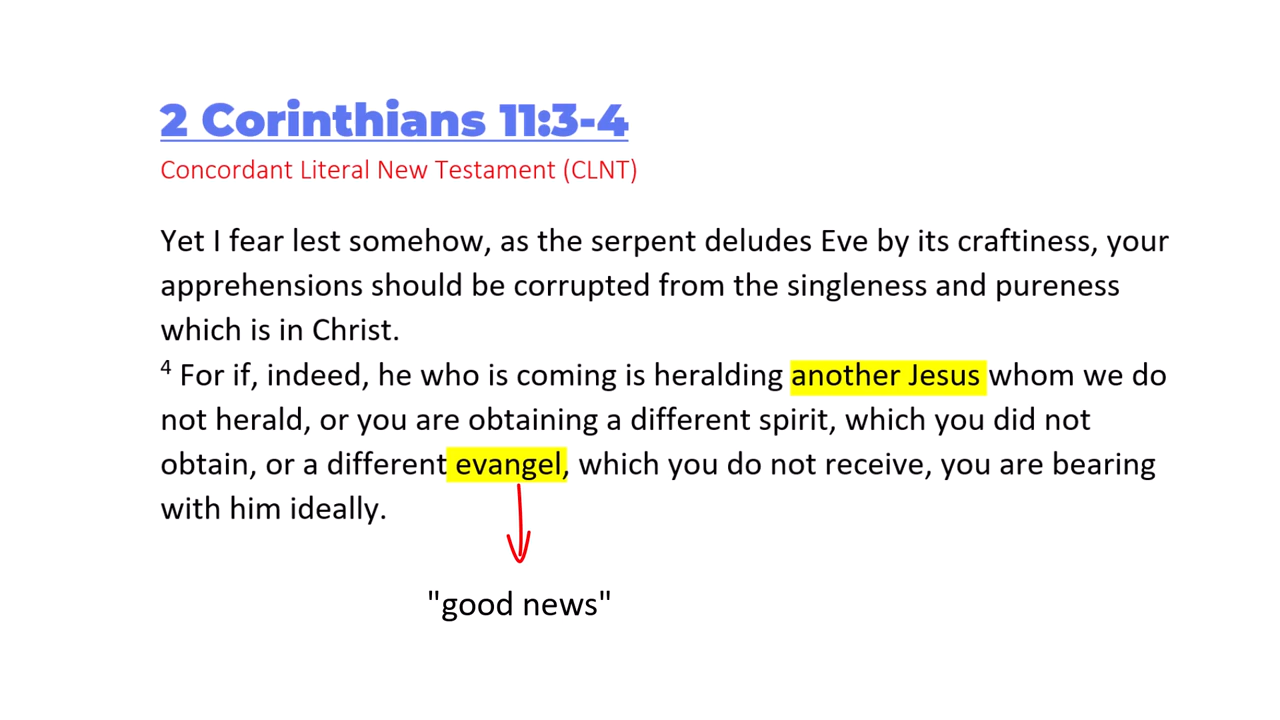 2 Corinthians 11:3-4
Concordant Literal New Testament (CLNT)
Yet I fear lest somehow, as the serpent deludes Eve by its craftiness, your
apprehensions should be corrupted from the singleness and pureness
which is in Christ.
4 For if, indeed, he who is coming is heralding another Jesus whom we do
not herald, or you are obtaining a different spirit, which you did not
obtain, or a different evangel, which you do not receive, you are bearing
with him ideally.
"good news"